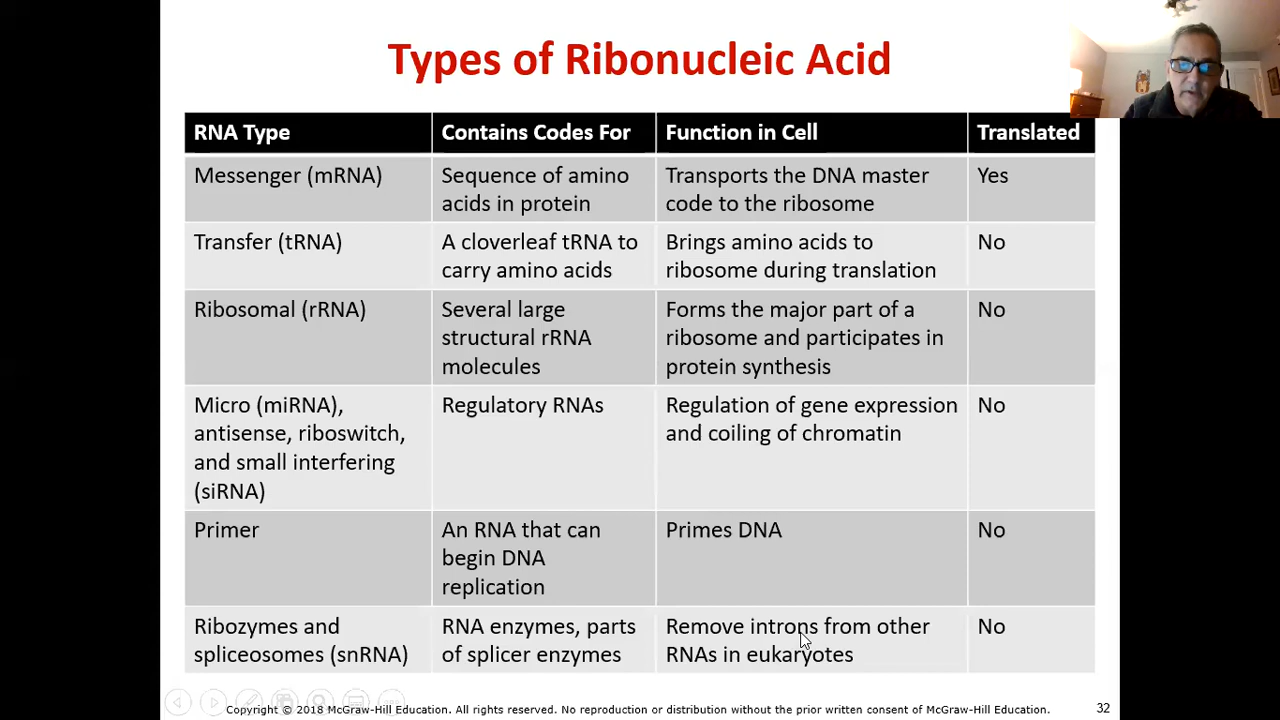 Types of Ribonucleic Acid
RNA Type
Contains Codes For
Function in Cell
Translated
Messenger (mRNA)
Sequence of amino
acids in protein
Transports the DNA master
code to the ribosome
Yes
Transfer (tRNA)
A cloverleaf tRNA to
carry amino acids
Brings amino acids to
ribosome during translation
No
Ribosomal (rRNA)
Several large
structural rRNA
molecules
Forms the major part of a
ribosome and participates in
protein synthesis
No
Micro (miRNA),
antisense, riboswitch,
and small interfering
(siRNA)
Regulatory RNAs
Regulation of gene expression
and coiling of chromatin
No
Primer
An RNA that can
begin DNA
replication
Primes DNA
No
Ribozymes and
spliceosomes (snRNA)
RNA enzymes, parts
of splicer enzymes
Remove introns from other
RNAs in eukaryotes
No
Copyright © 2018 McGraw-Hill Education. All rights reserved. No reproduction or distribution without the prior written consent of McGraw-Hill Education.
32